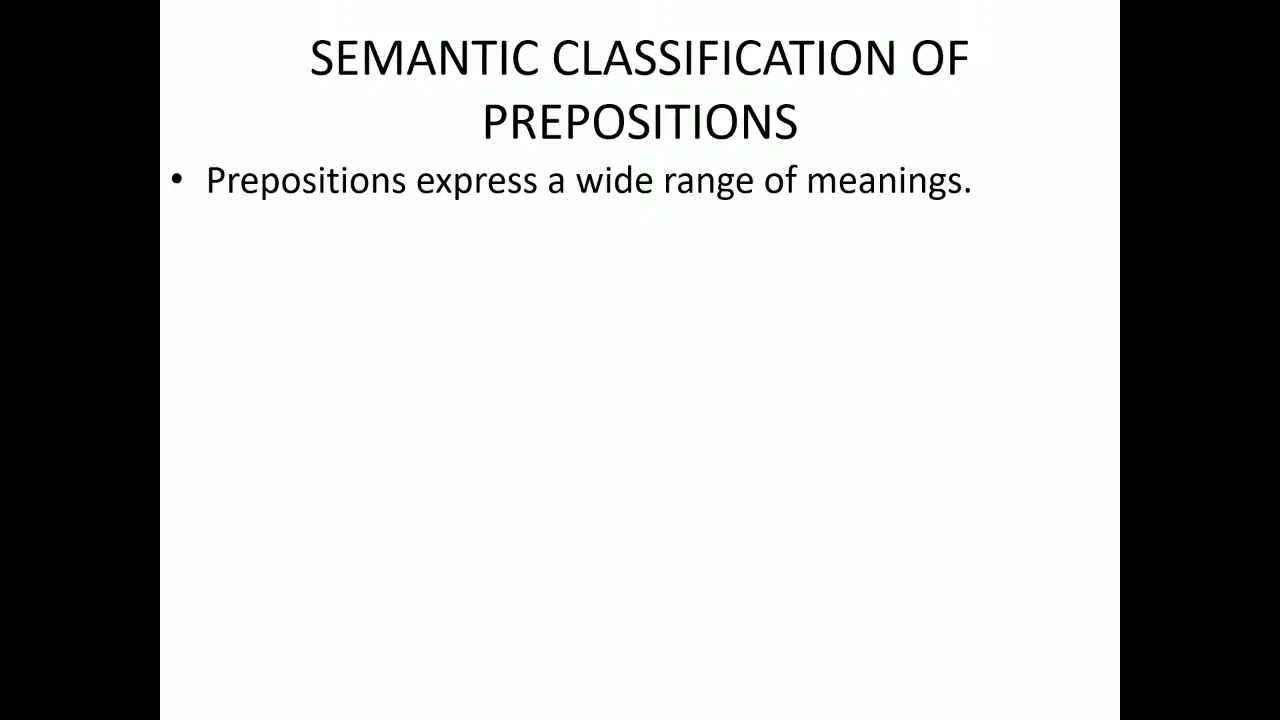 SEMANTIC CLASSIFICATION OF
PREPOSITIONS
• Prepositions express a wide range of meanings.